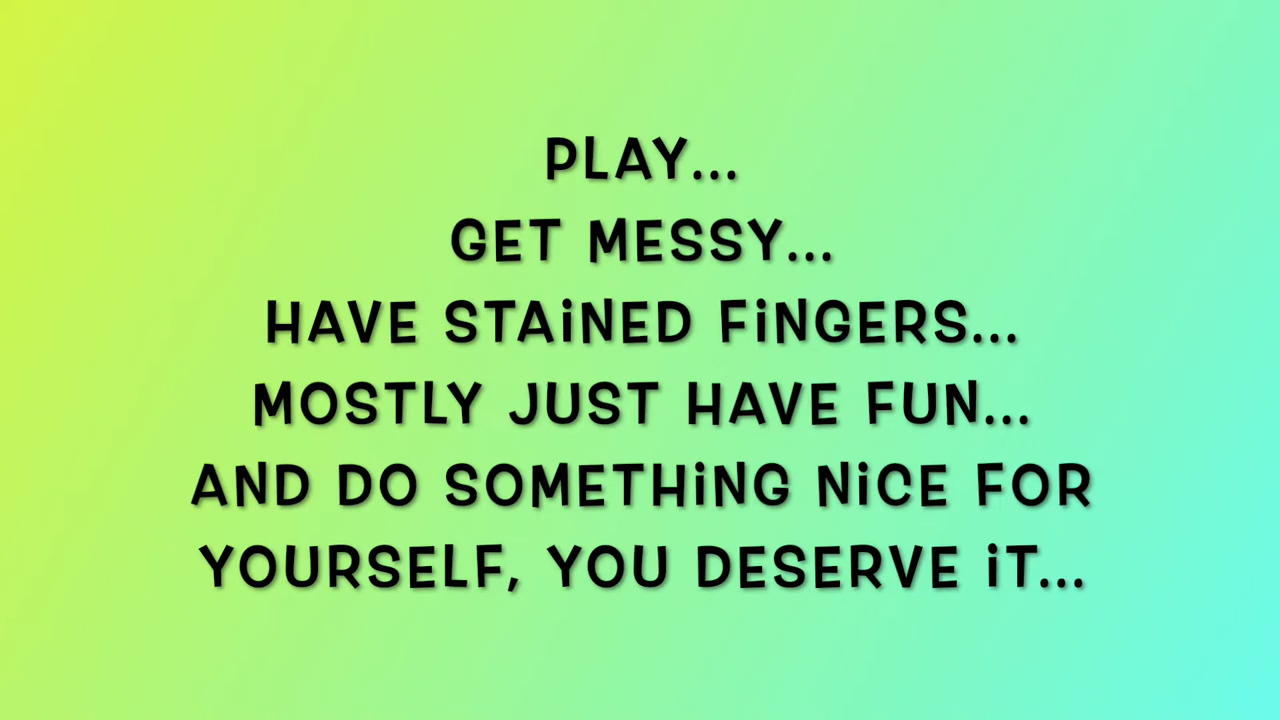 PLAY...
GET MESSY...
HAVE STAiNED FiNGERS...
MOSTLY JUST HAVE FUN...
AND DO SOMETHiNG NiCE FOR
YOURSELF, YOU DESERVE iT...